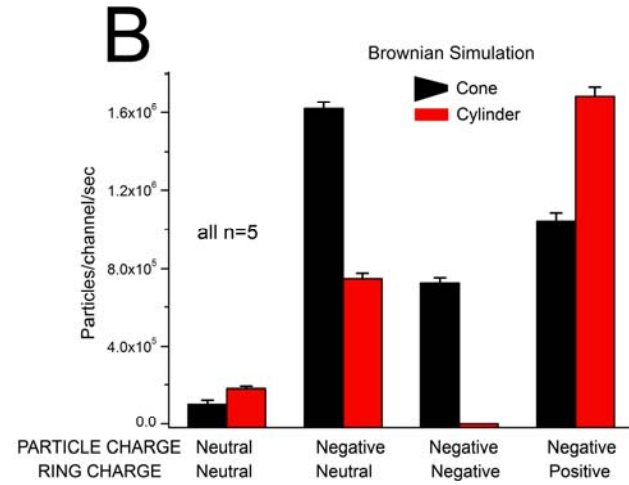 B
Brownian Simulation
Cone
Cylinder
Particles/channel/sec
1.6x10⁶
1.2x10⁶
8.0x10⁵
4.0x10⁵
0.0
all n=5
PARTICLE CHARGE Neutral Negative Negative Negative
RING CHARGE Neutral Neutral Negative Positive